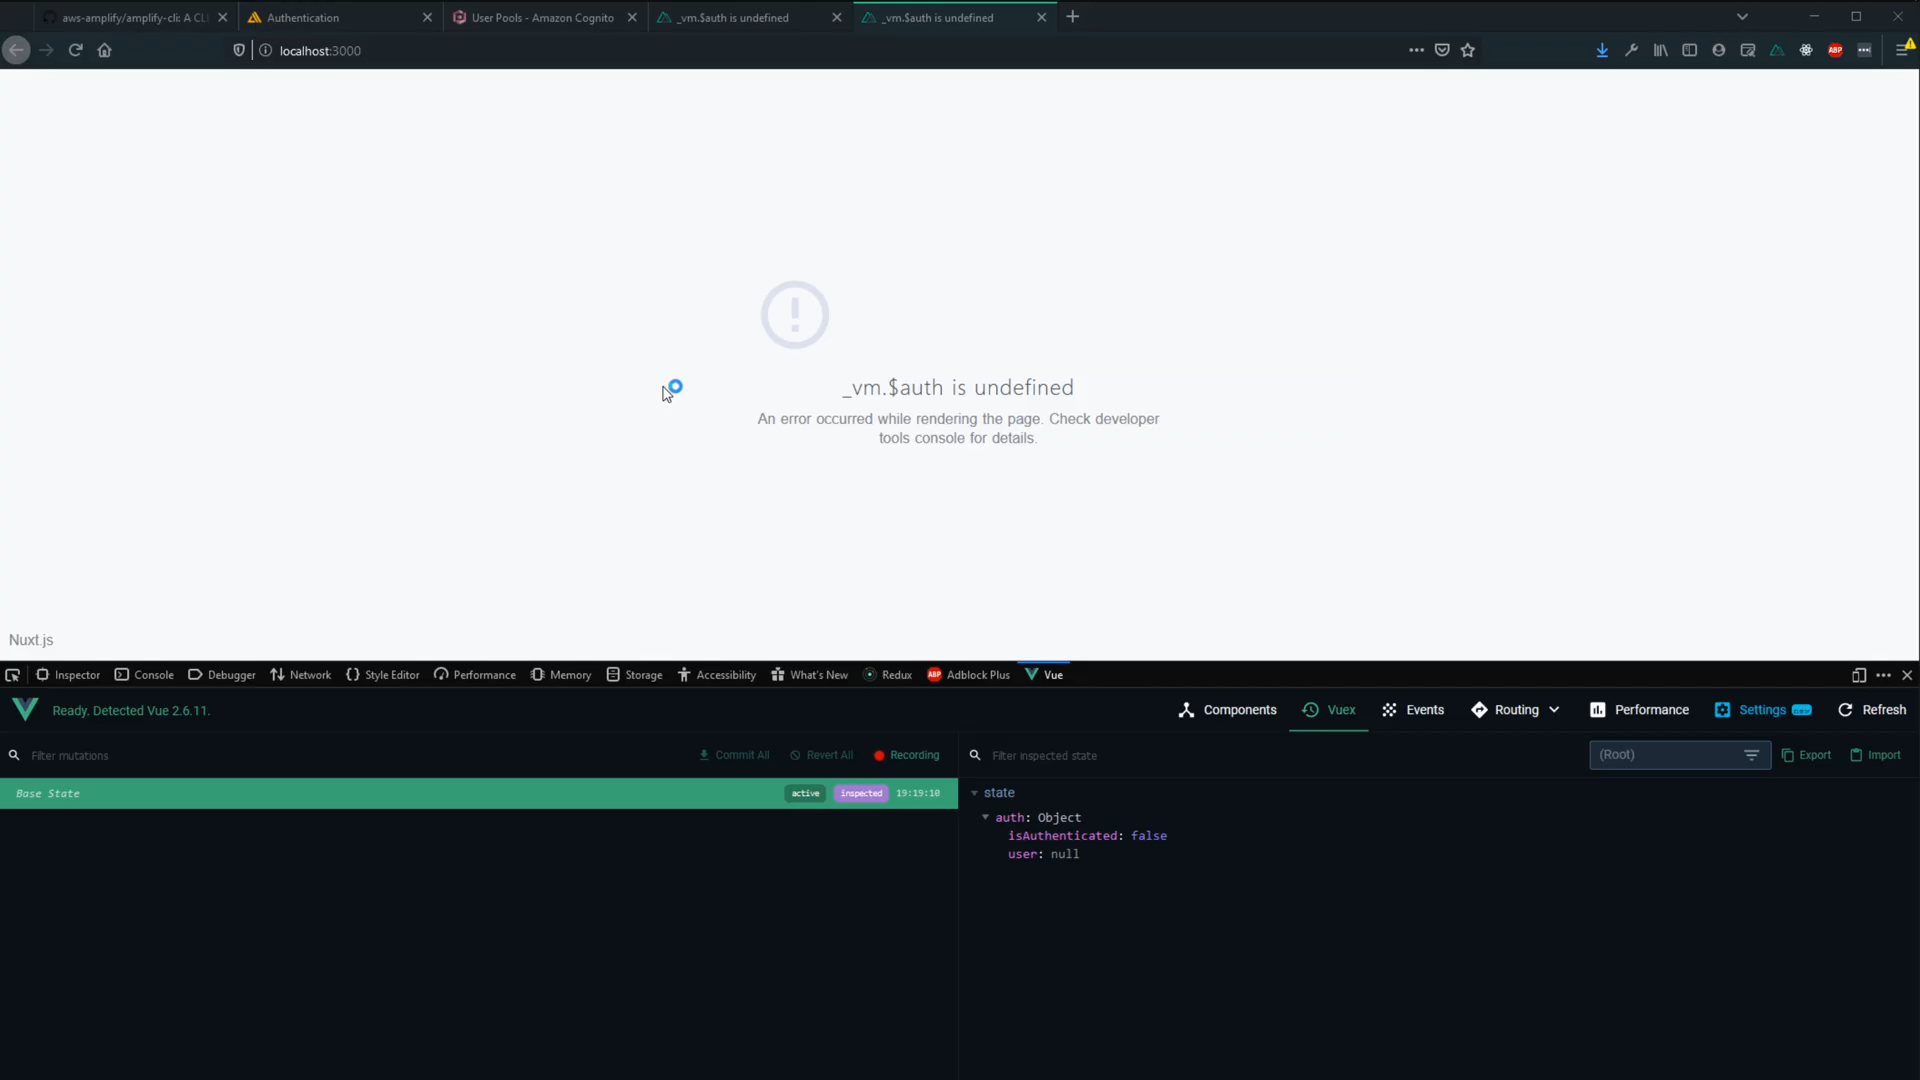 aws-amplify/amplify-cli: A CL
Authentication
User Pools - Amazon Cognito
_vm.$auth is undefined
_vm.$auth is undefined
localhost:3000
ABP
_vm.$auth is undefined
An error occurred while rendering the page. Check developer
tools console for details.
Nuxt.js
Inspector
Console
Debugger
Network
Style Editor
Performance
Memory
Storage
Accessibility
What's New
Redux
ABP
Adblock Plus
Vue
Ready. Detected Vue 2.6.11.
Components
Vuex
Events
Routing
Performance
Settings
Refresh
Filter mutations
Commit All
Revert All
Recording
Filter inspected state
(Root)
Export
Import
Base State
active
inspected
19:19:10
state
auth: Object
isAuthenticated: false
user: null